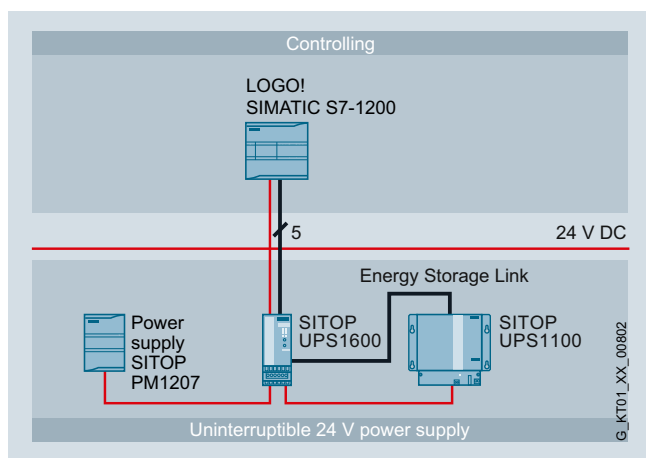 Controlling
LOGO!
SIMATIC S7-1200
5
24 V DC
Energy Storage Link
Power
supply
SITOP
PM1207
SITOP
UPS1600
SITOP
UPS1100
G_KT01_XX_00802
Uninterruptible 24 V power supply